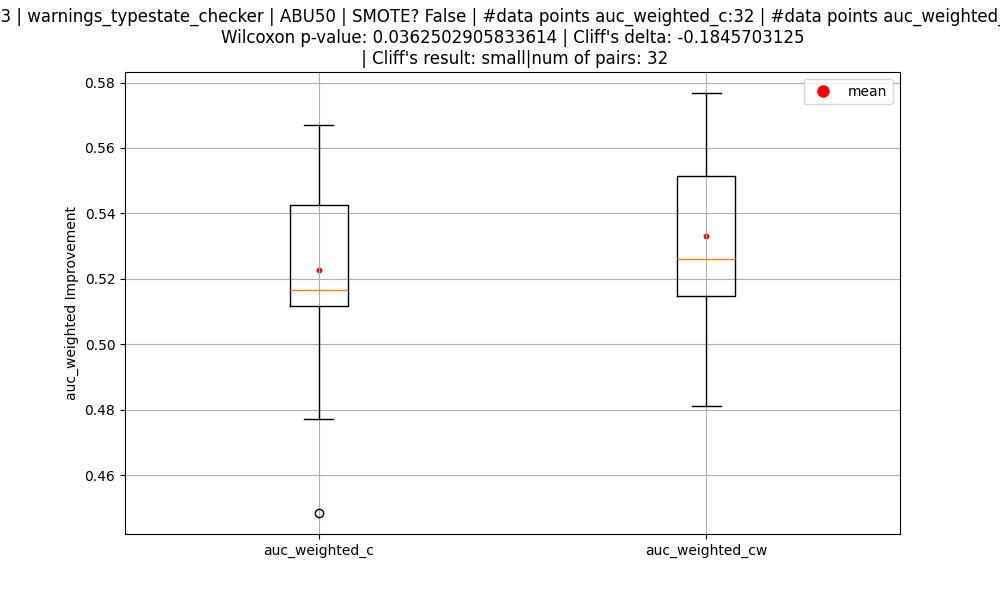 3 | warnings_typestate_checker | ABU50 | SMOTE? False | #data points auc_weighted_c:32 | #data points auc_weighted_
Wilcoxon p-value: 0.0362502905833614 | Cliff's delta: -0.1845703125
| Cliff's result: small|num of pairs: 32
mean
0.58
0.56
0.54
0.52
0.50
0.48
0.46
auc_weighted Improvement
auc_weighted_c
auc_weighted_cw